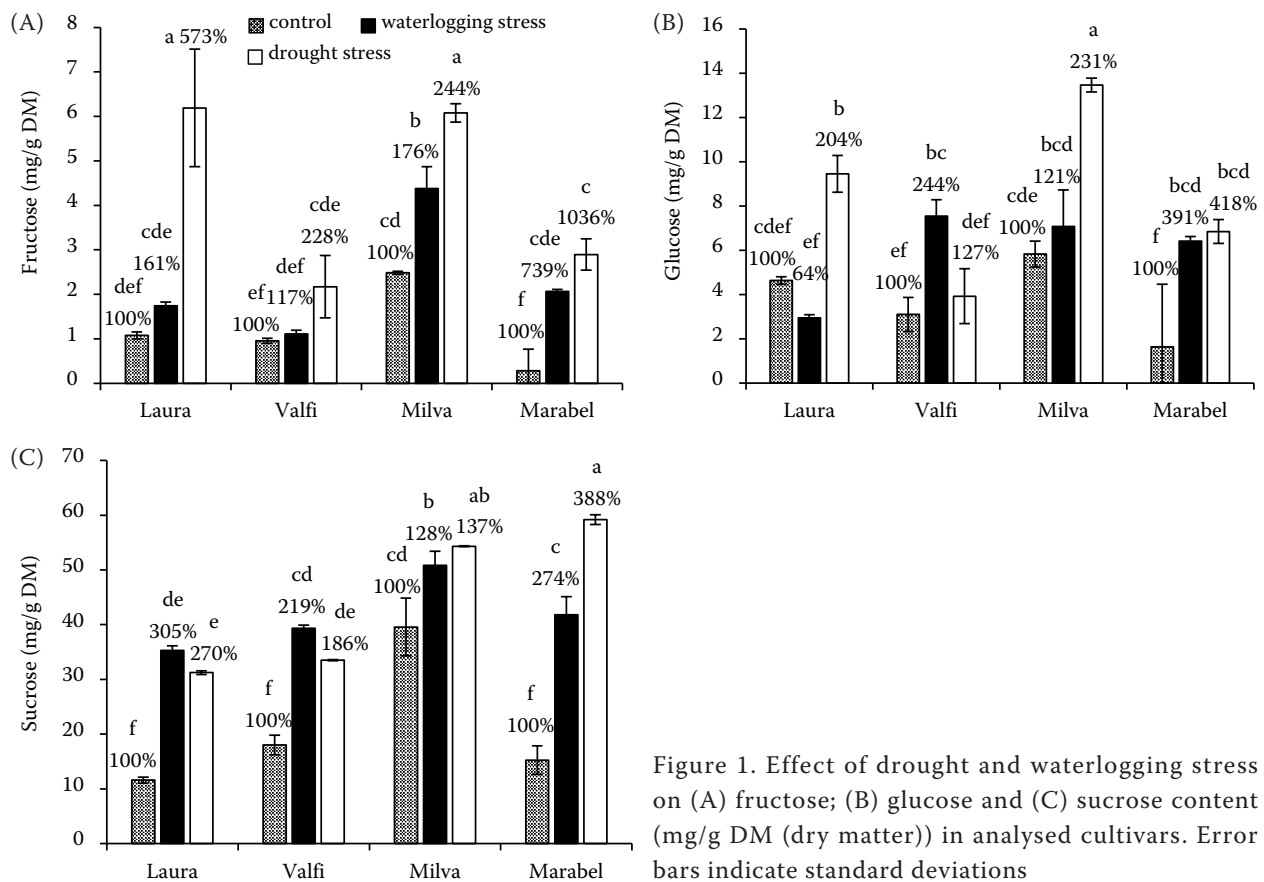 (A)
control
waterlogging stress
drought stress
Fructose (mg/g DM)
8
7
6
5
4
3
2
1
0
def
100%
cde
161%
a 573%
ef
100%
def
117%
cde
228%
cd
100%
b
176%
a
244%
f
100%
cde
739%
c
1036%
Laura Valfi Milva Marabel
(B)
Glucose (mg/g DM)
16
14
12
10
8
6
4
2
0
cdef
100%
ef
64%
b
204%
ef
100%
bc
244%
def
127%
cde
100%
bcd
121%
a
231%
f
100%
bcd
391%
bcd
418%
Laura Valfi Milva Marabel
(C)
Sucrose (mg/g DM)
70
60
50
40
30
20
10
0
f
100%
de
305%
e
270%
f
100%
cd
219%
de
186%
cd
100%
b
128%
ab
137%
f
100%
c
274%
a
388%
Laura Valfi Milva Marabel
Figure 1. Effect of drought and waterlogging stress
on (A) fructose; (B) glucose and (C) sucrose content
(mg/g DM (dry matter)) in analysed cultivars. Error
bars indicate standard deviations